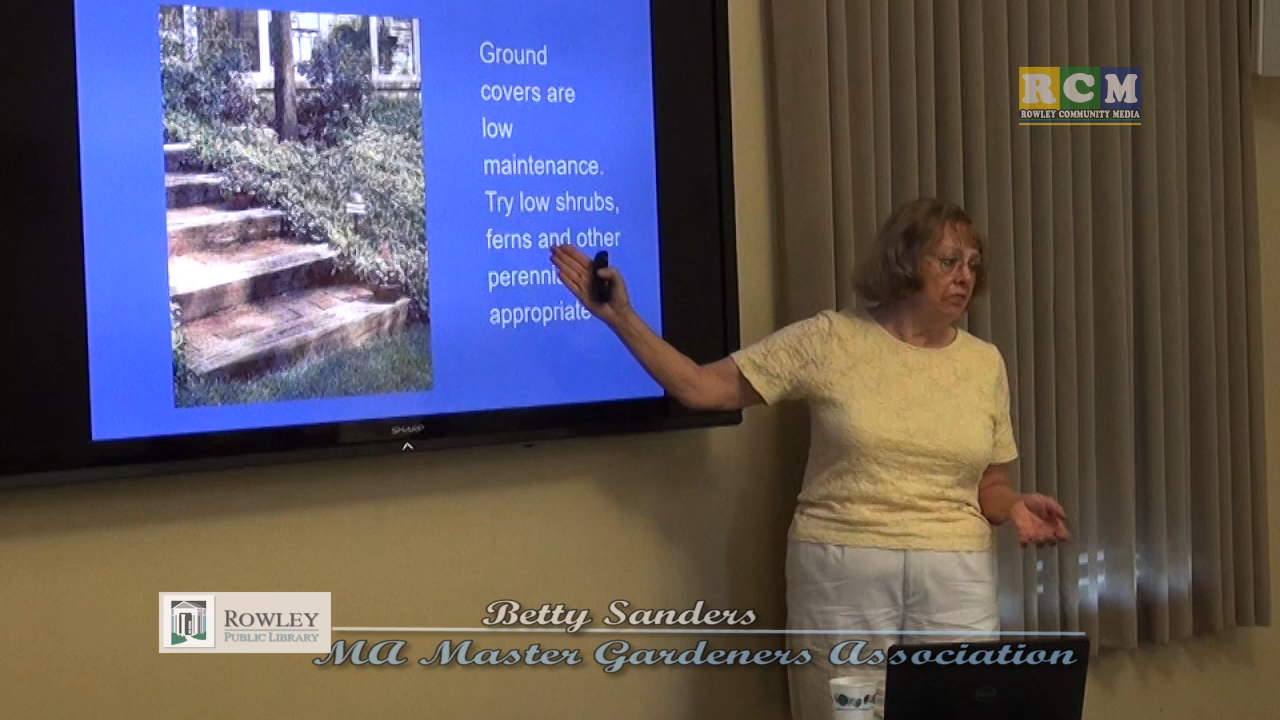 Ground
covers are
low
maintenance.
Try low shrubs,
ferns and other
appropriate
SHARP
RCM
ROWLEY COMMUNITY MEDIA
ROWLEY
PUBLIC LIBRARY
Betty Sanders
MA Master Gardeners Association